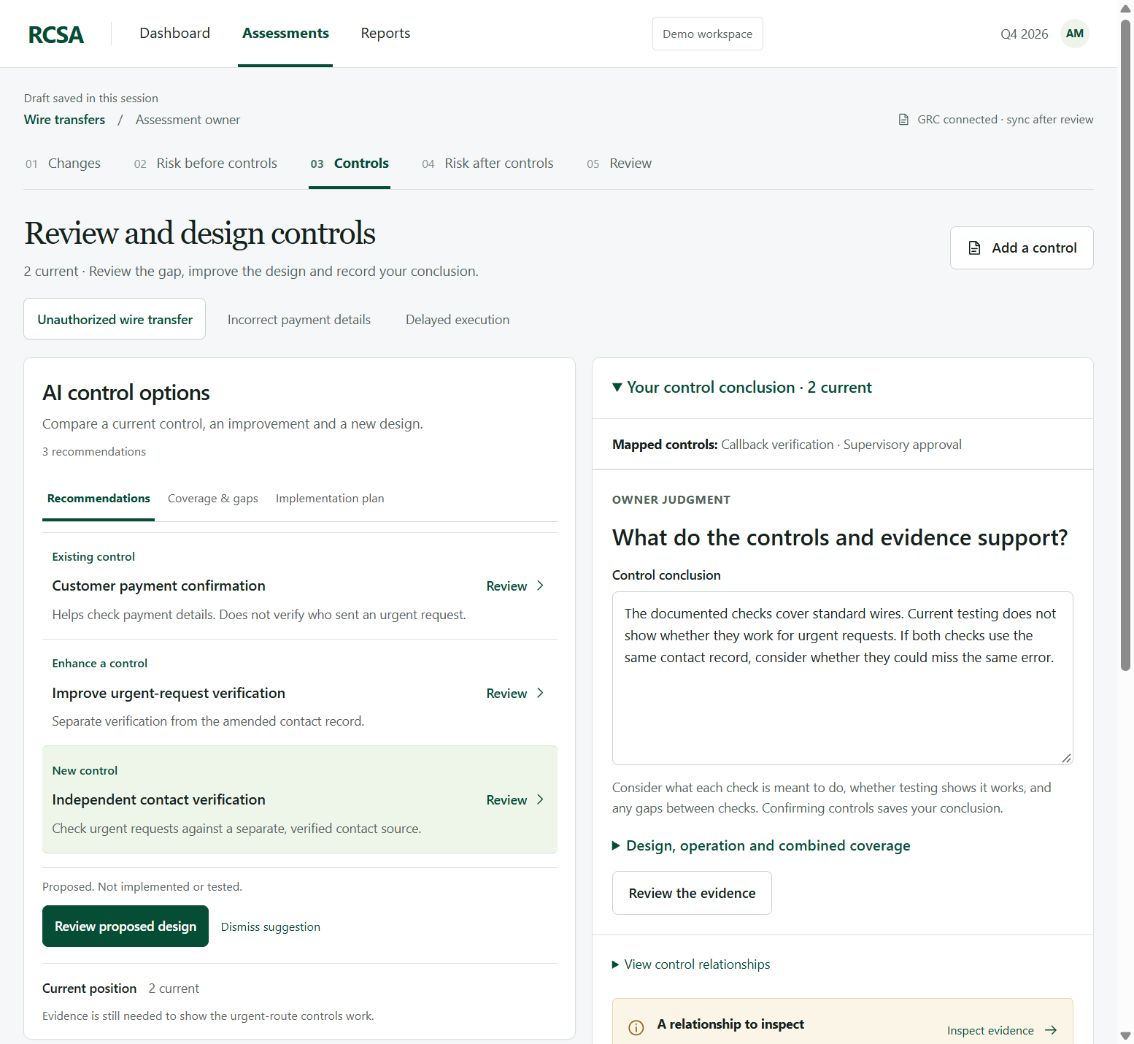 RCSA
Dashboard
Assessments
Reports
Demo workspace
Q4 2026
AM
Draft saved in this session
Wire transfers / Assessment owner
GRC connected · sync after review
01 Changes
02 Risk before controls
03 Controls
04 Risk after controls
05 Review
Review and design controls
2 current · Review the gap, improve the design and record your conclusion.
Add a control
Unauthorized wire transfer
Incorrect payment details
Delayed execution
AI control options
Compare a current control, an improvement and a new design.
3 recommendations
Recommendations
Coverage & gaps
Implementation plan
Existing control
Customer payment confirmation
Review
Helps check payment details. Does not verify who sent an urgent request.
Enhance a control
Improve urgent-request verification
Review
Separate verification from the amended contact record.
New control
Independent contact verification
Review
Check urgent requests against a separate, verified contact source.
Proposed. Not implemented or tested.
Review proposed design
Dismiss suggestion
Current position 2 current
Evidence is still needed to show the urgent-route controls work.
Your control conclusion · 2 current
Mapped controls: Callback verification · Supervisory approval
OWNER JUDGMENT
What do the controls and evidence support?
Control conclusion
The documented checks cover standard wires. Current testing does not
show whether they work for urgent requests. If both checks use the
same contact record, consider whether they could miss the same error.
Consider what each check is meant to do, whether testing shows it works, and
any gaps between checks. Confirming controls saves your conclusion.
Design, operation and combined coverage
Review the evidence
View control relationships
A relationship to inspect
Inspect evidence